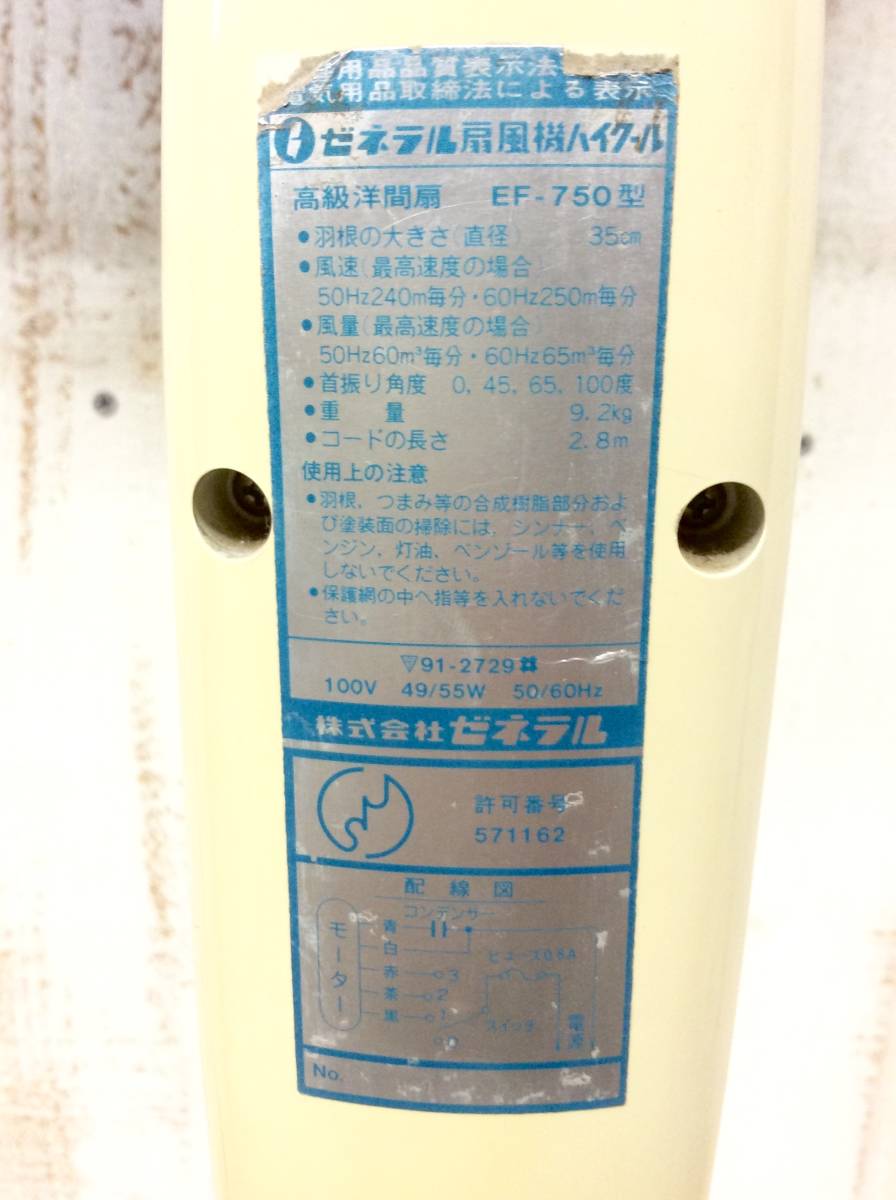 用品品質表示法
電気用品取締法による表示
ゼネラル扇風機ハイクール
高級洋間扇 EF-750型
●羽根の大きさ(直径) 35cm
●風速(最高速度の場合)
50Hz240m毎分・60Hz250m毎分
●風量(最高速度の場合)
50Hz60m³毎分・60Hz65m³毎分
●首振り角度 0, 45, 65, 100度
●重量 9.2kg
●コードの長さ 2.8m
使用上の注意
●羽根, つまみ等の合成樹脂部分およ
び塗装面の掃除には, シンナー, ベ
ンジン, 灯油, ベンゾール等を使用
しないでください。
●保護網の中へ指等を入れないでくだ
さい。
▽91-2729
100V 49/55W 50/60Hz
株式会社ゼネラル
許可番号
571162
配線図
コンデンサー
モーター
青
白
赤 3
茶 2
黒 1
0
ヒューズ0.8A
スイッチ
電源
No.